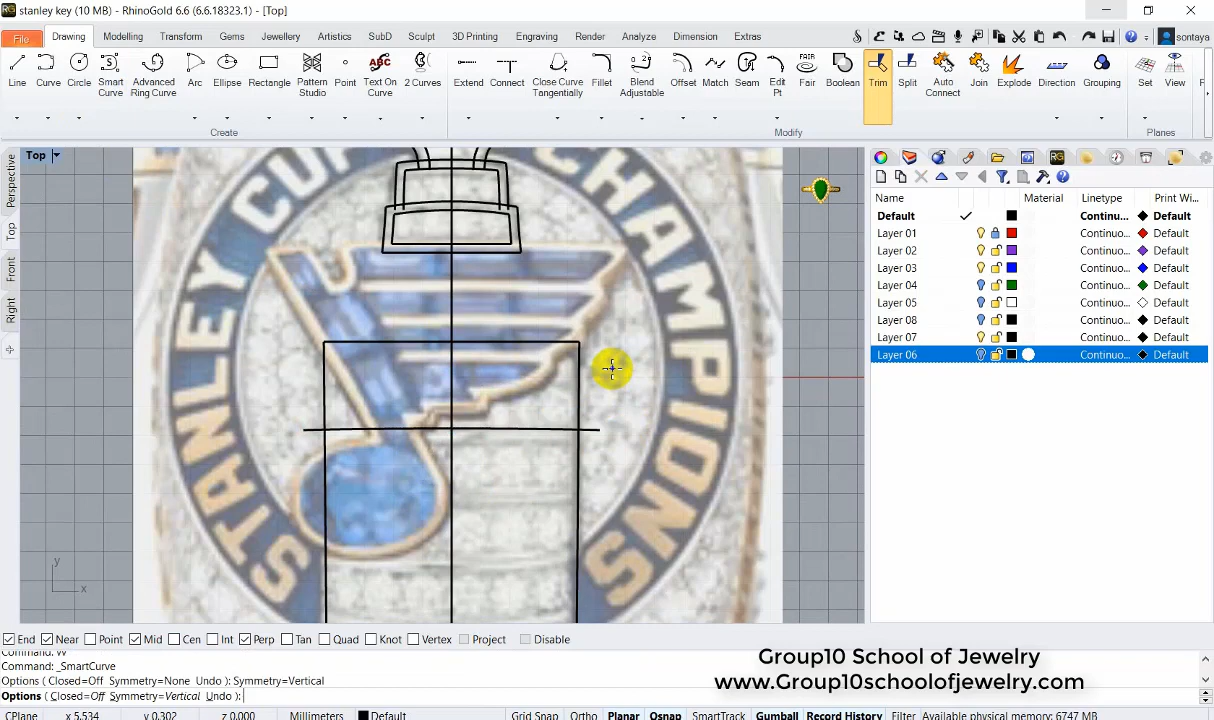 stanley key (10 MB) - RhinoGold 6.6 (6.6.18323.1) - [Top]
File Drawing Modelling Transform Gems Jewellery Artistics SubD Sculpt 3D Printing Engraving Render Analyze Dimension Extras sontaya
Line Curve Circle Smart Curve Advanced Ring Curve Arc Ellipse Rectangle Pattern Studio Point Text On Curve 2 Curves Extend Connect Close Curve Tangentially Fillet Blend Adjustable Offset Match Seam Edit Pt Fair Boolean Trim Split Auto Connect Join Explode Direction Grouping Set View
Create Modify Planes
Top
Perspective
Top
Front
Right
STANLEY CUP CHAMPIONS
y
x
Name Material Linetype Print Wi...
Default Continu... Default
Layer 01 Continuo... Default
Layer 02 Continuo... Default
Layer 03 Continuo... Default
Layer 04 Continuo... Default
Layer 05 Continuo... Default
Layer 08 Continuo... Default
Layer 07 Continuo... Default
Layer 06 Continuo... Default
End Near Point Mid Cen Int Perp Tan Quad Knot Vertex Project Disable
Command: W
Command: _SmartCurve
Options ( Closed=Off Symmetry=None Undo ): Symmetry=Vertical
Options ( Closed=Off Symmetry=Vertical Undo ):
Group10 School of Jewelry
www.Group10schoolofjewelry.com
CPlane x 5.534 y 0.302 z 0.000 Millimeters Default Grid Snap Ortho Planar Osnap SmartTrack Gumball Record History Filter Available physical memory: 6747 MB